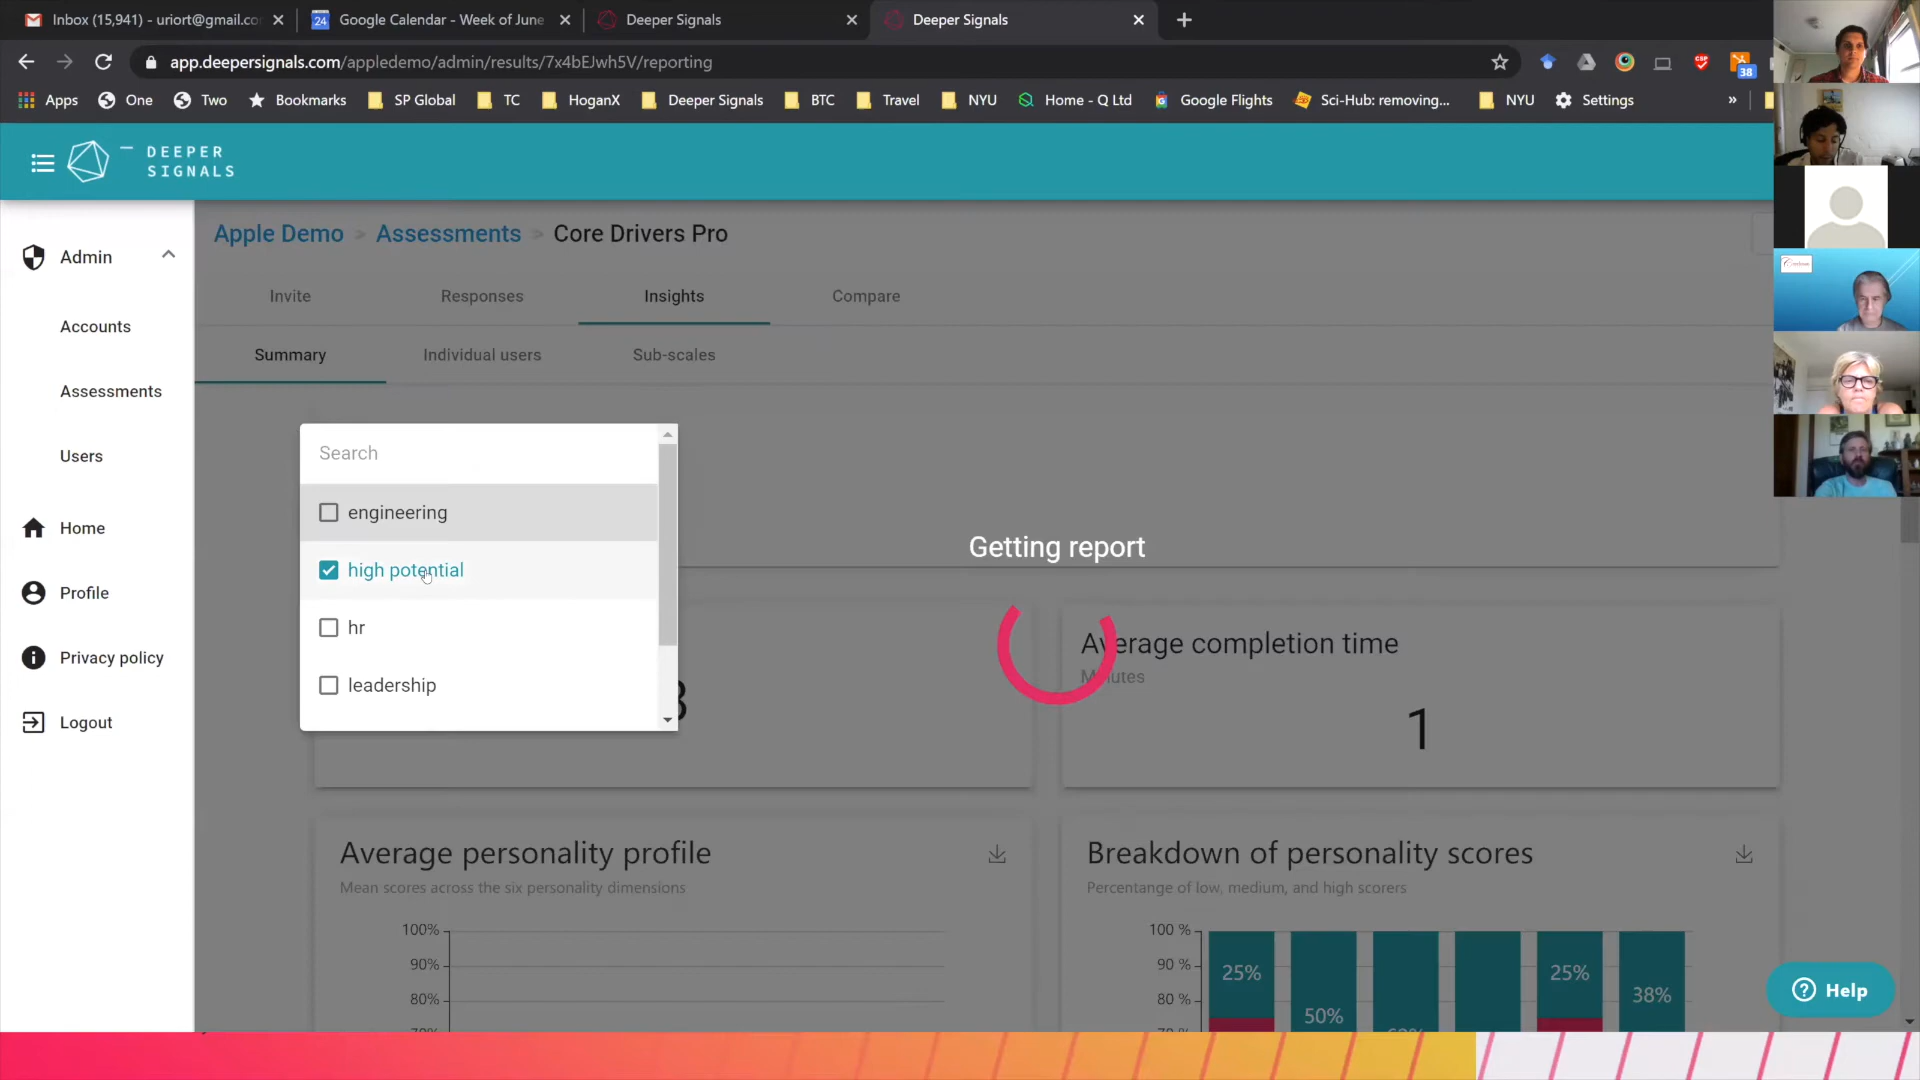 Inbox (15,941) - uriort@gmail.co
Google Calendar - Week of June
Deeper Signals
Deeper Signals
app.deepersignals.com/appledemo/admin/results/7x4bEJwh5V/reporting
38
Apps
One
Two
Bookmarks
SP Global
TC
HoganX
Deeper Signals
BTC
Travel
NYU
Home - Q Ltd
Google Flights
Sci-Hub: removing...
NYU
Settings
»
DEEPER
SIGNALS
Admin
Accounts
Assessments
Users
Home
Profile
Privacy policy
Logout
Apple Demo > Assessments > Core Drivers Pro
Invite
Responses
Insights
Compare
Summary
Individual users
Sub-scales
Search
engineering
high potential
hr
leadership
Getting report
Average completion time
Minutes
1
Average personality profile
Mean scores across the six personality dimensions
100%
90%
80%
Breakdown of personality scores
Percentange of low, medium, and high scorers
100 %
90 %
80 %
25%
50%
25%
38%
Help